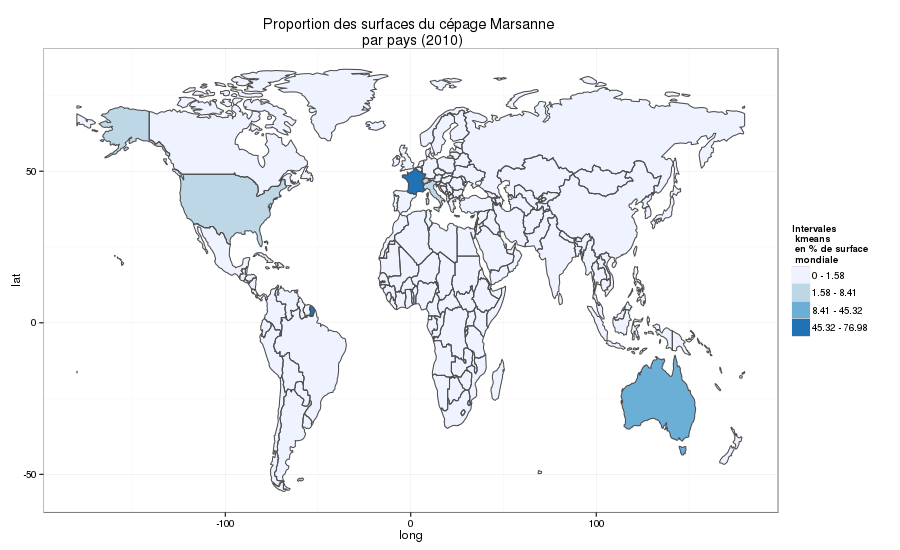 Proportion des surfaces du cépage Marsanne
par pays (2010)
50
0
-50
lat
-100
0
100
long
Intervales
kmeans
en % de surface
mondiale
0 - 1.58
1.58 - 8.41
8.41 - 45.32
45.32 - 76.98